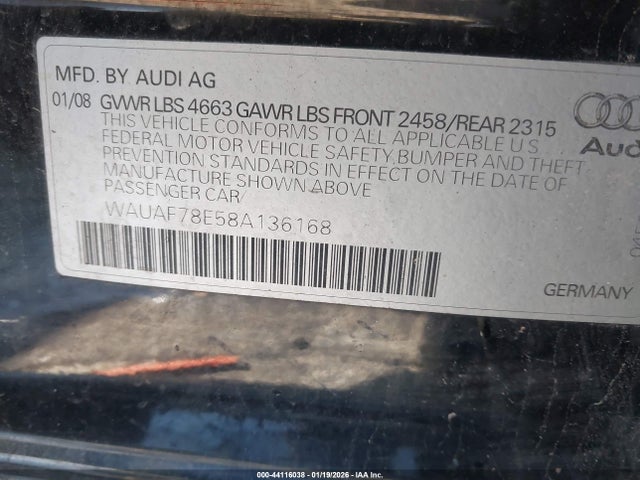 MFD. BY AUDI AG
01/08 GVWR LBS 4663 GAWR LBS FRONT 2458/REAR 2315
THIS VEHICLE CONFORMS TO ALL APPLICABLE U S
FEDERAL MOTOR VEHICLE SAFETY, BUMPER AND THEFT
PREVENTION STANDARDS IN EFFECT ON THE DATE OF
MANUFACTURE SHOWN ABOVE
PASSENGER CAR/
WAUAF78E58A136168
Audi
GERMANY
000-44116038 - 01/19/2026 - IAA Inc.